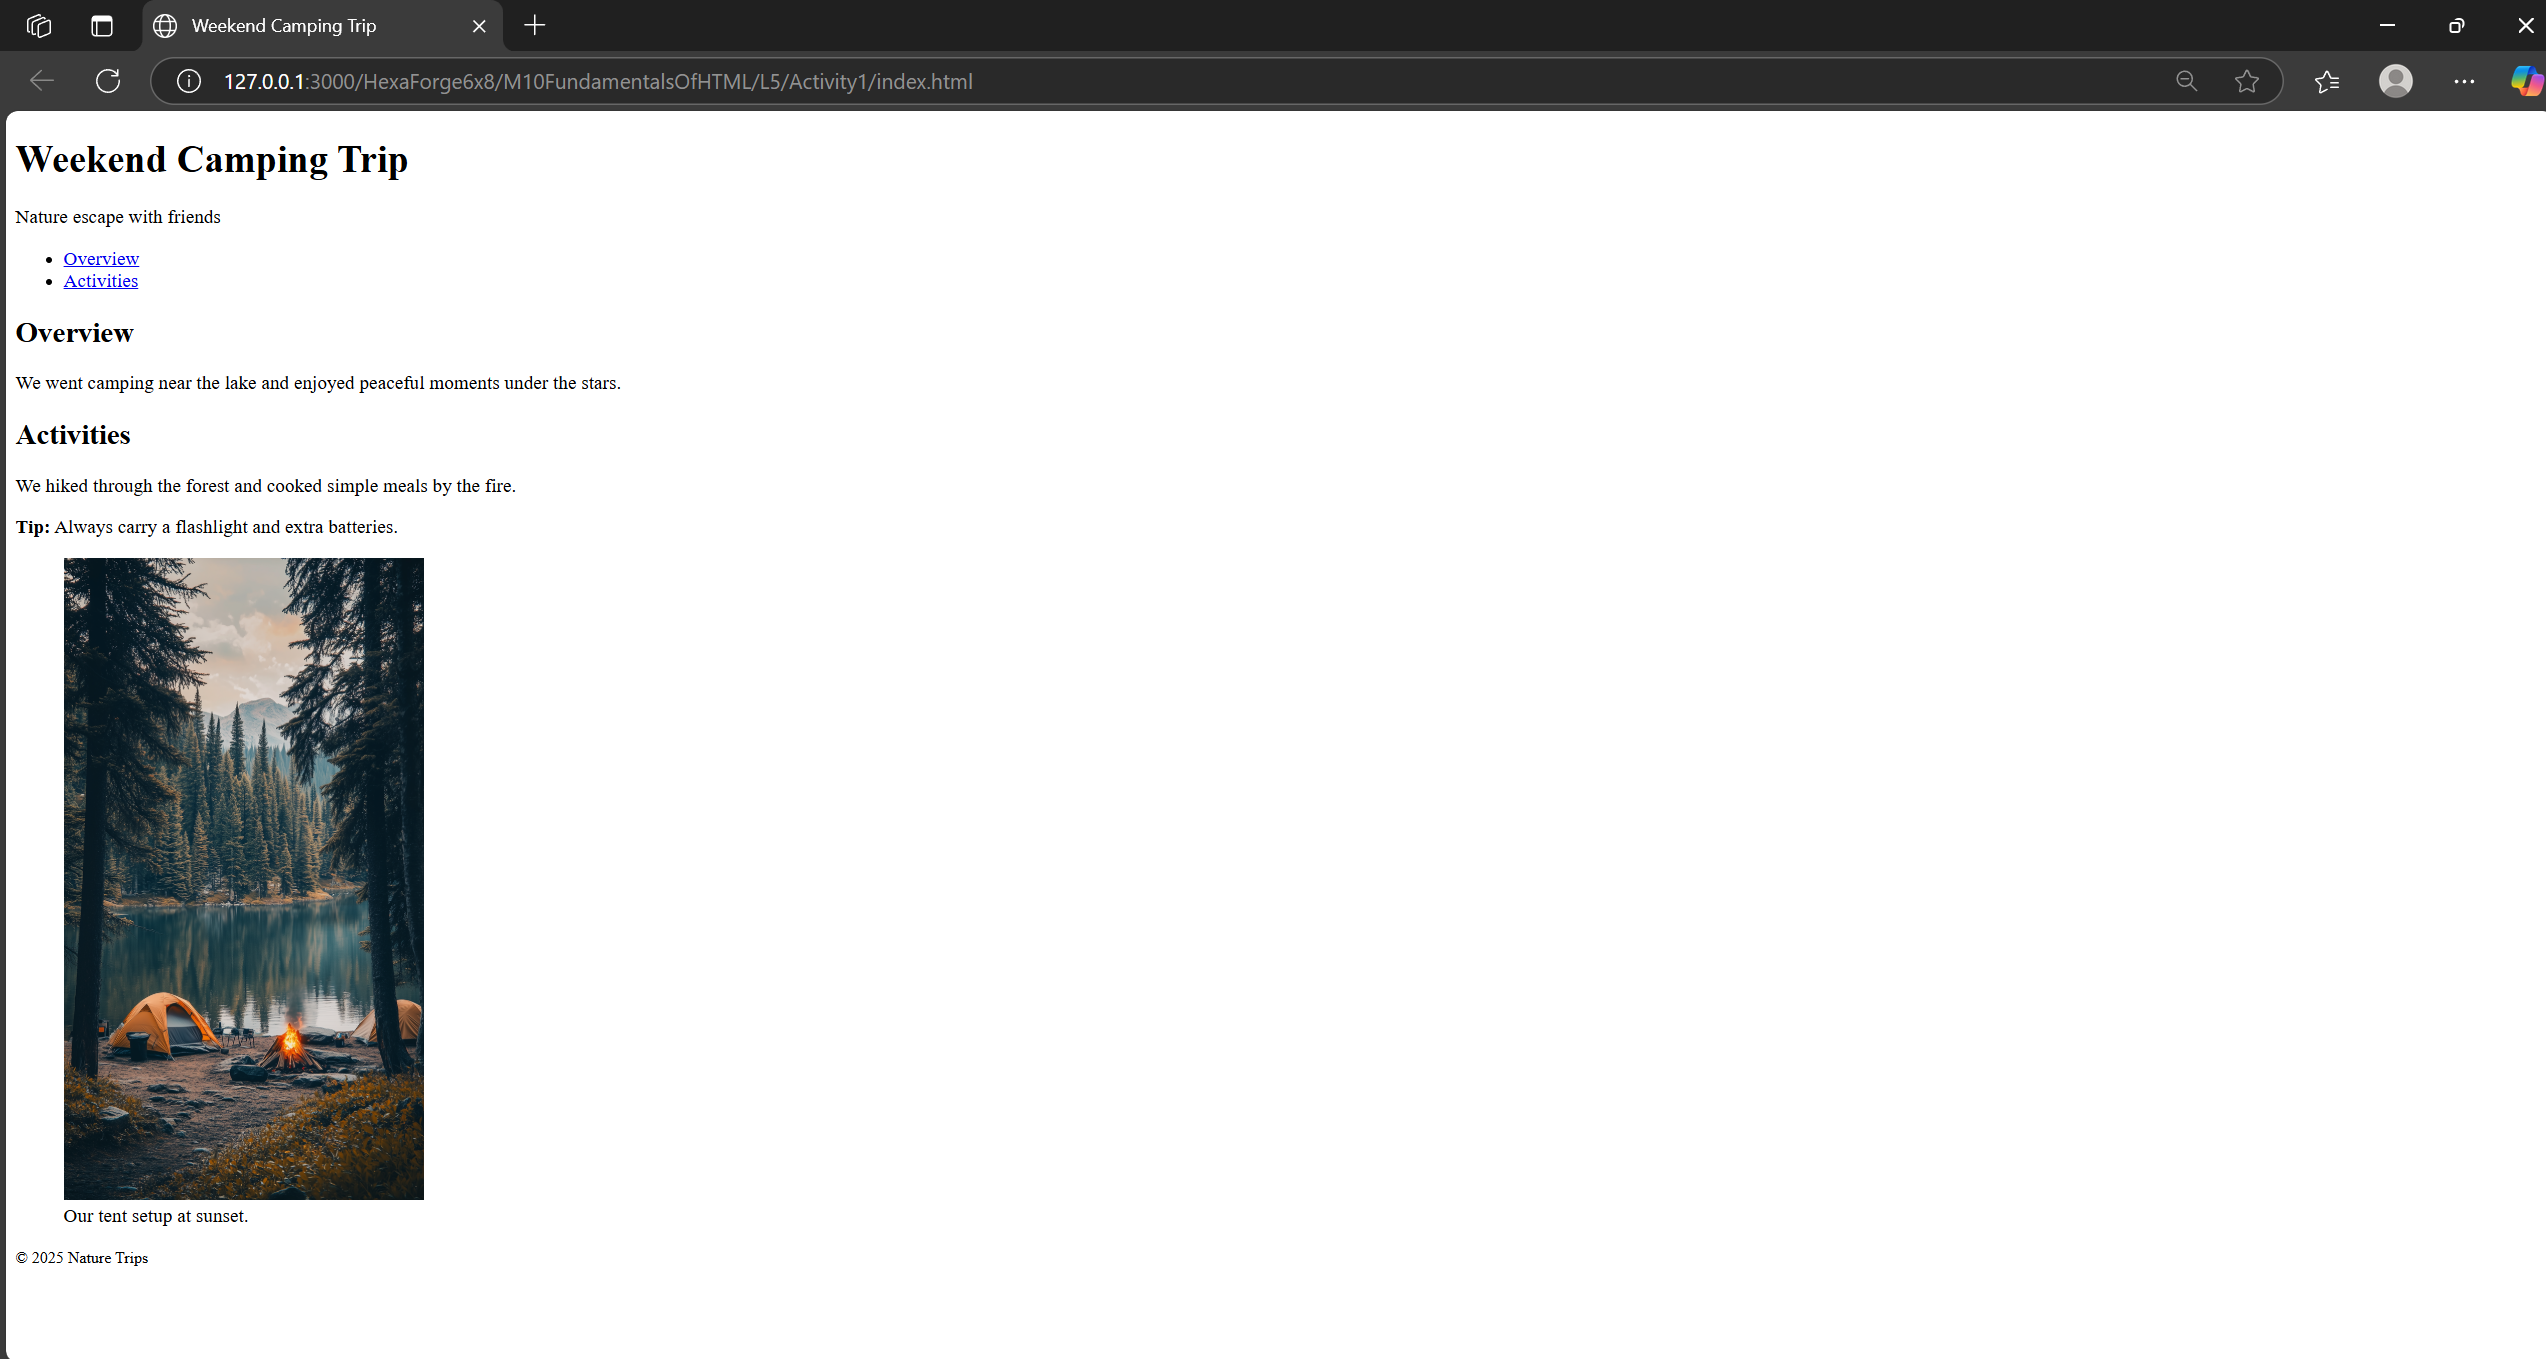 Weekend Camping Trip
127.0.0.1:3000/HexaForge6x8/M10FundamentalsOfHTML/L5/Activity1/index.html
Weekend Camping Trip
Nature escape with friends
Overview
Activities
Overview
We went camping near the lake and enjoyed peaceful moments under the stars.
Activities
We hiked through the forest and cooked simple meals by the fire.
Tip: Always carry a flashlight and extra batteries.
Our tent setup at sunset.
© 2025 Nature Trips